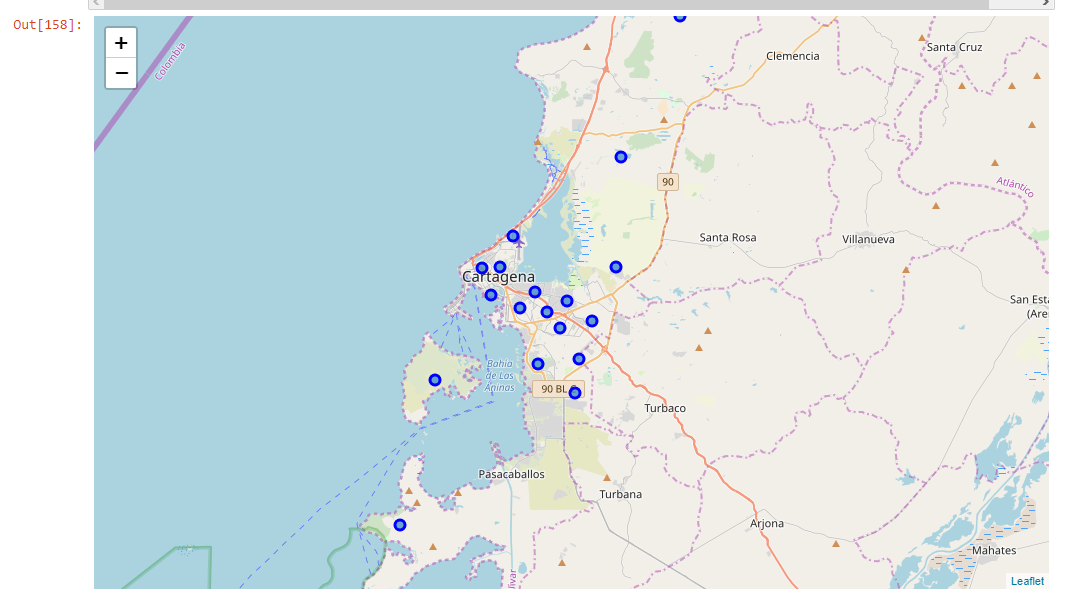 Out[158]:
+
−
Colombia
Clemencia
Santa Cruz
90
Atlántico
Santa Rosa
Villanueva
Cartagena
Bahía
de Las
Ánimas
90 BL
Turbaco
Pasacaballos
Turbana
Arjona
Mahates
San Esta
(Are
lívar
Leaflet